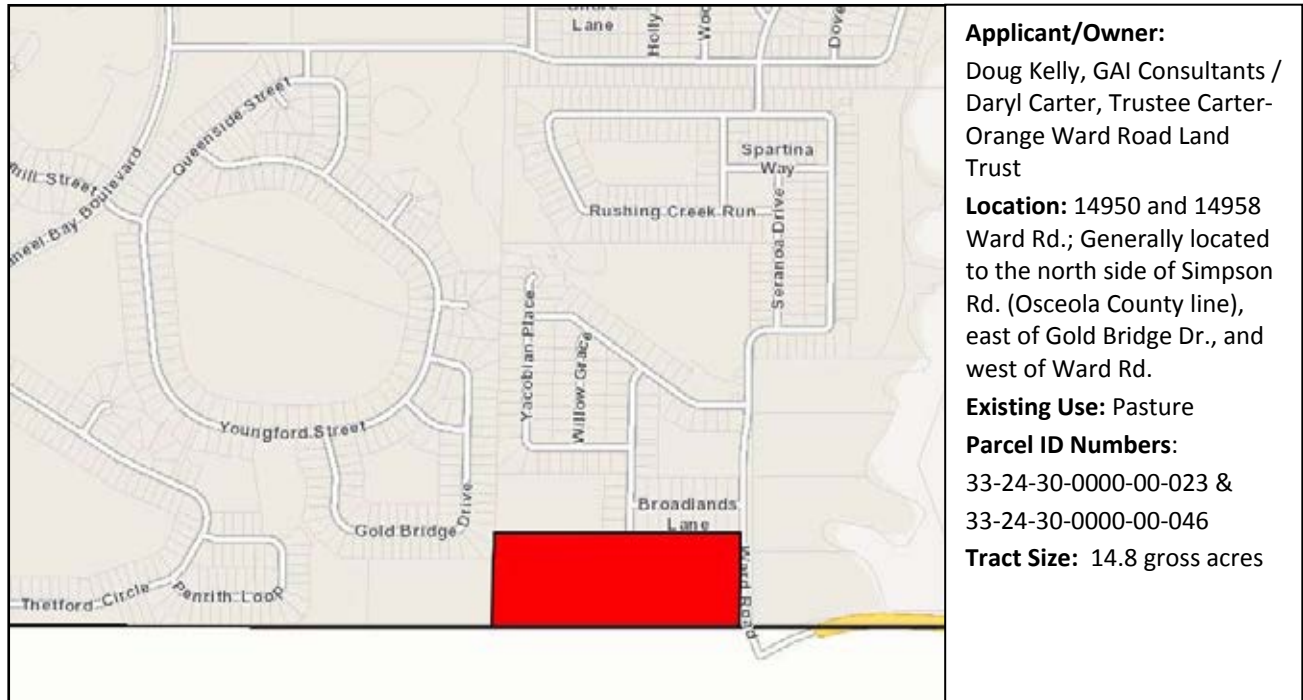 Lane
Holly
Woo
Dove
Queenside Street
Spartina
Way
Street
Boulevard
Rushing Creek Run
Seranoa Drive
Yacobian Place
Willow Grace
Youngford Street
Broadlands
Lane
Gold Bridge Drive
Ward Road
Thetford Circle
Penrith Loop
Applicant/Owner:
Doug Kelly, GAI Consultants /
Daryl Carter, Trustee Carter-
Orange Ward Road Land
Trust
Location: 14950 and 14958
Ward Rd.; Generally located
to the north side of Simpson
Rd. (Osceola County line),
east of Gold Bridge Dr., and
west of Ward Rd.
Existing Use: Pasture
Parcel ID Numbers:
33-24-30-0000-00-023 &
33-24-30-0000-00-046
Tract Size: 14.8 gross acres